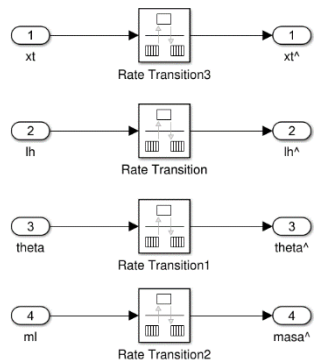 1
1
xt
xt^
Rate Transition3
2
2
lh
lh^
Rate Transition
3
3
theta
theta^
Rate Transition1
4
4
ml
masa^
Rate Transition2